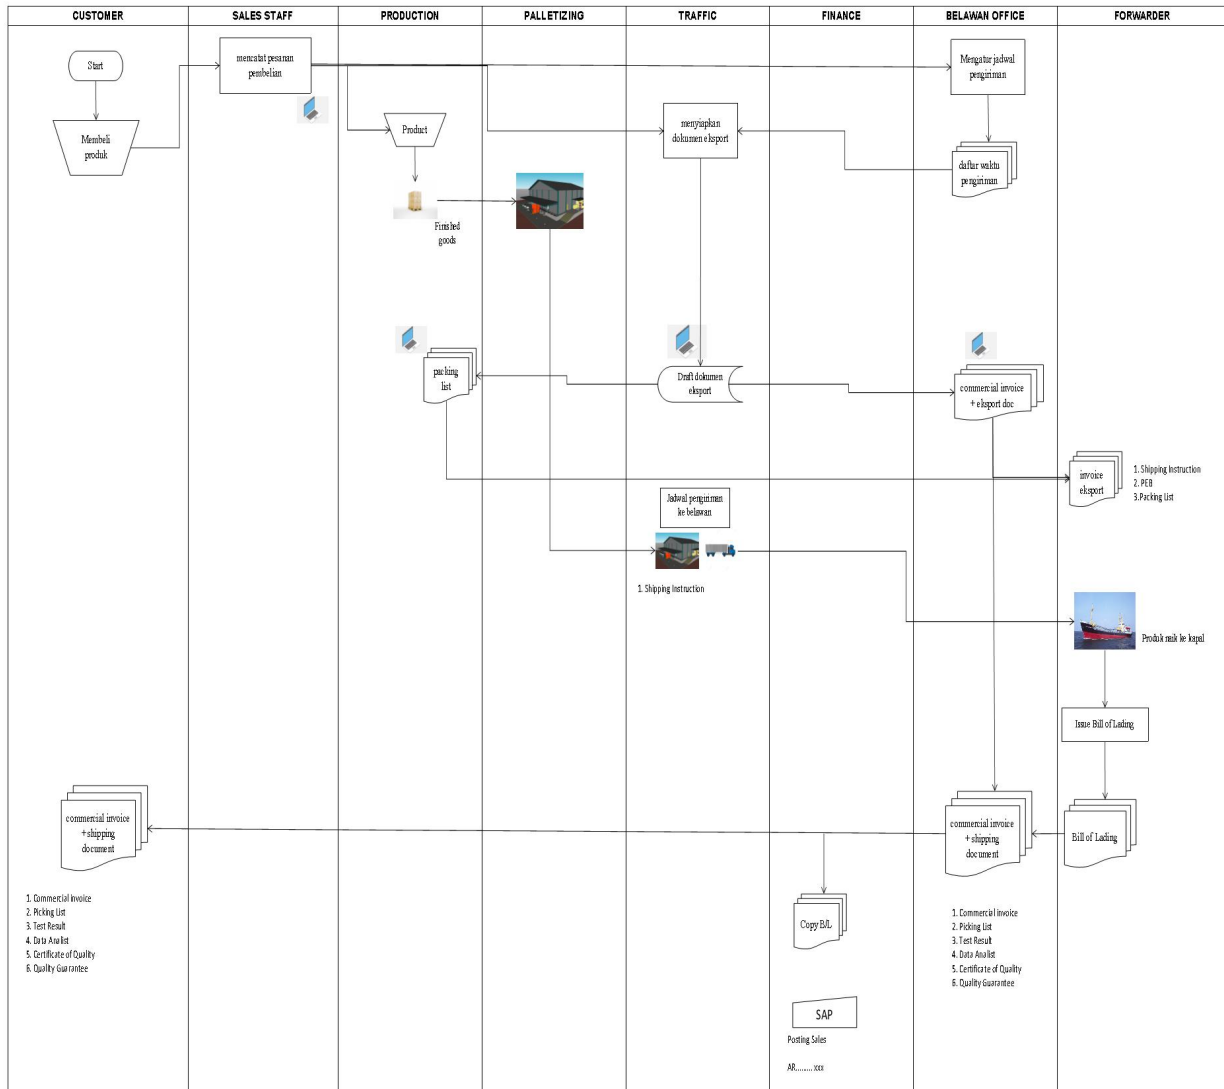 CUSTOMER
SALES STAFF
PRODUCTION
PALLETIZING
TRAFFIC
FINANCE
BELAWAN OFFICE
FORWARDER
Start
mencatat pesanan
pembelian
Mengatur jadwal
pengiriman
Membeli
produk
Product
menyiapkan
dokumen eksport
daftar waktu
pengiriman
Finished
goods
packing
list
Draft dokumen
eksport
commercial invoice
+ eksport doc
invoice
eksport
1. Shipping Instruction
2. PEB
3.Packing List
Jadwal pengiriman
ke belawan
1. Shipping Instruction
Produk naik ke kapal
Issue Bill of Lading
commercial invoice
+ shipping
document
commercial invoice
+ shipping
document
Bill of Lading
1. Commercial invoice
2. Picking List
3. Test Result
4. Data Analist
5. Certificate of Quality
6. Quality Guarantee
Copy B/L
1. Commercial invoice
2. Picking List
3. Test Result
4. Data Analist
5. Certificate of Quality
6. Quality Guarantee
SAP
Posting Sales
AR......... xxx